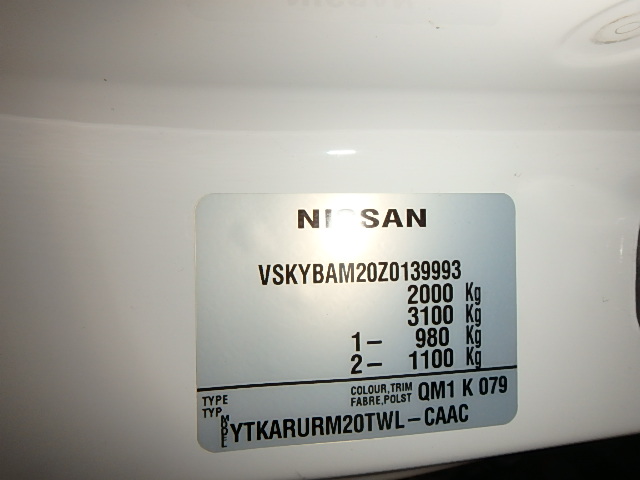 NISSAN
VSKYBAM20Z0139993
2000 Kg
3100 Kg
1- 980 Kg
2- 1100 Kg
TYPE COLOUR,TRIM QM1 K 079
TYP. FABRE,POLST
MODEL YTKARURM20TWL-CAAC